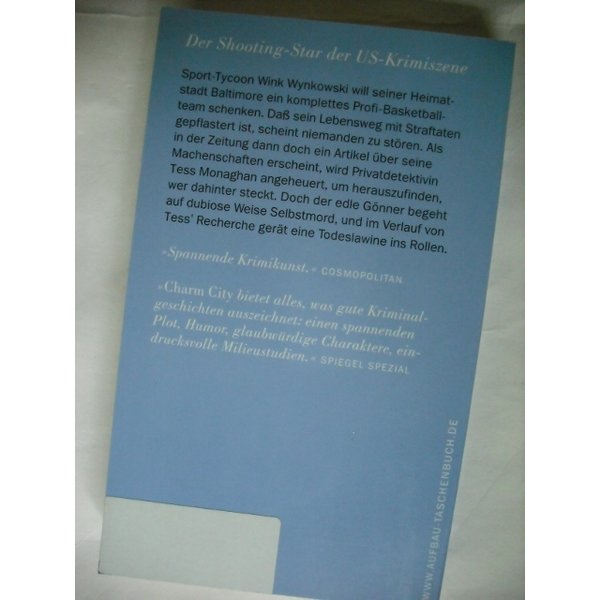 Der Shooting-Star der US-Krimiszene
Sport-Tycoon Wink Wynkowski will seiner Heimat-
stadt Baltimore ein komplettes Profi-Basketball-
team schenken. Daß sein Lebensweg mit Straftaten
gepflastert ist, scheint niemanden zu stören. Als
in der Zeitung dann doch ein Artikel über seine
Machenschaften erscheint, wird Privatdetektivin
Tess Monaghan angeheuert, um herauszufinden,
wer dahinter steckt. Doch der edle Gönner begeht
auf dubiose Weise Selbstmord, und im Verlauf von
Tess' Recherche gerät eine Todeslawine ins Rollen.
»Spannende Krimikunst.« COSMOPOLITAN
»Charm City bietet alles, was gute Kriminal-
geschichten auszeichnet: einen spannenden
Plot, Humor, glaubwürdige Charaktere, ein-
drucksvolle Milieustudien.« SPIEGEL SPEZIAL
WWW.AUFBAU-TASCHENBUCH.DE